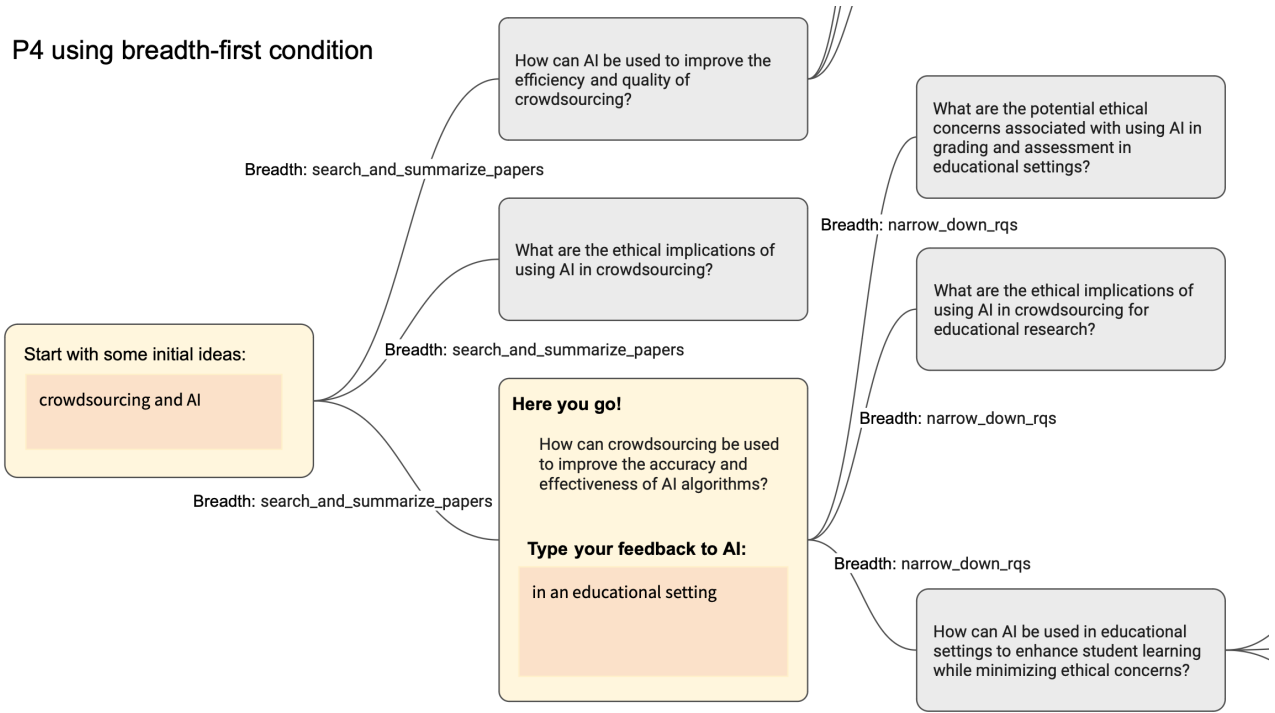 P4 using breadth-first condition
How can AI be used to improve the
efficiency and quality of
crowdsourcing?
Breadth: search_and_summarize_papers
What are the ethical implications of
using AI in crowdsourcing?
Breadth: search_and_summarize_papers
Start with some initial ideas:
crowdsourcing and AI
Breadth: search_and_summarize_papers
Here you go!
How can crowdsourcing be used
to improve the accuracy and
effectiveness of AI algorithms?
Type your feedback to AI:
in an educational setting
What are the potential ethical
concerns associated with using AI in
grading and assessment in
educational settings?
Breadth: narrow_down_rqs
What are the ethical implications of
using AI in crowdsourcing for
educational research?
Breadth: narrow_down_rqs
Breadth: narrow_down_rqs
How can AI be used in educational
settings to enhance student learning
while minimizing ethical concerns?